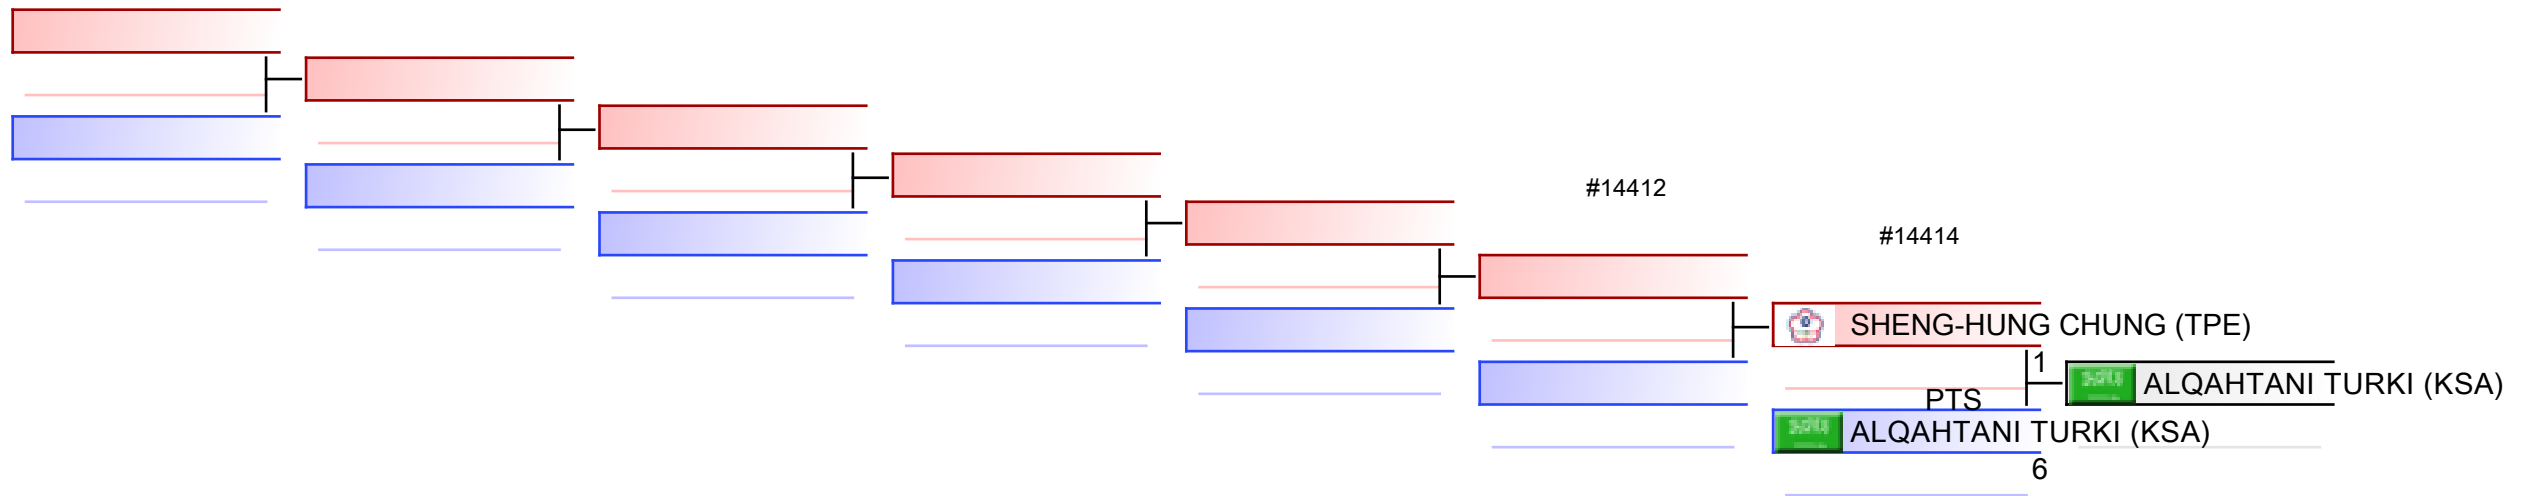 #14412
#14414
SHENG-HUNG CHUNG (TPE)
1
ALQAHTANI TURKI (KSA)
PTS
ALQAHTANI TURKI (KSA)
6